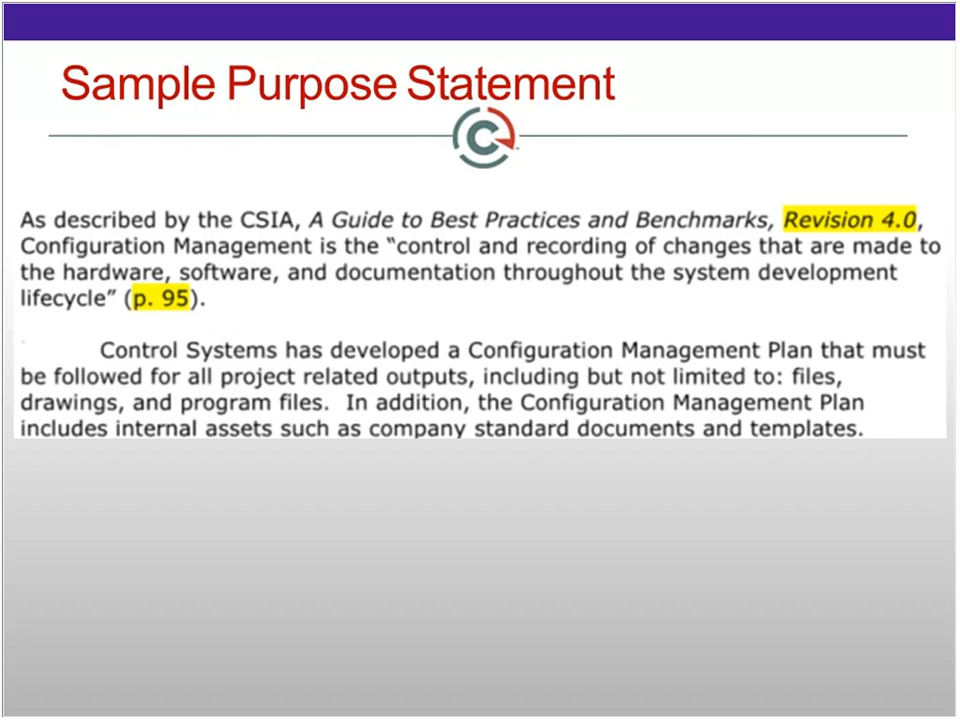 Sample Purpose Statement
As described by the CSIA, A Guide to Best Practices and Benchmarks, Revision 4.0,
Configuration Management is the “control and recording of changes that are made to
the hardware, software, and documentation throughout the system development
lifecycle” (p. 95).
Control Systems has developed a Configuration Management Plan that must
be followed for all project related outputs, including but not limited to: files,
drawings, and program files.  In addition, the Configuration Management Plan
includes internal assets such as company standard documents and templates.